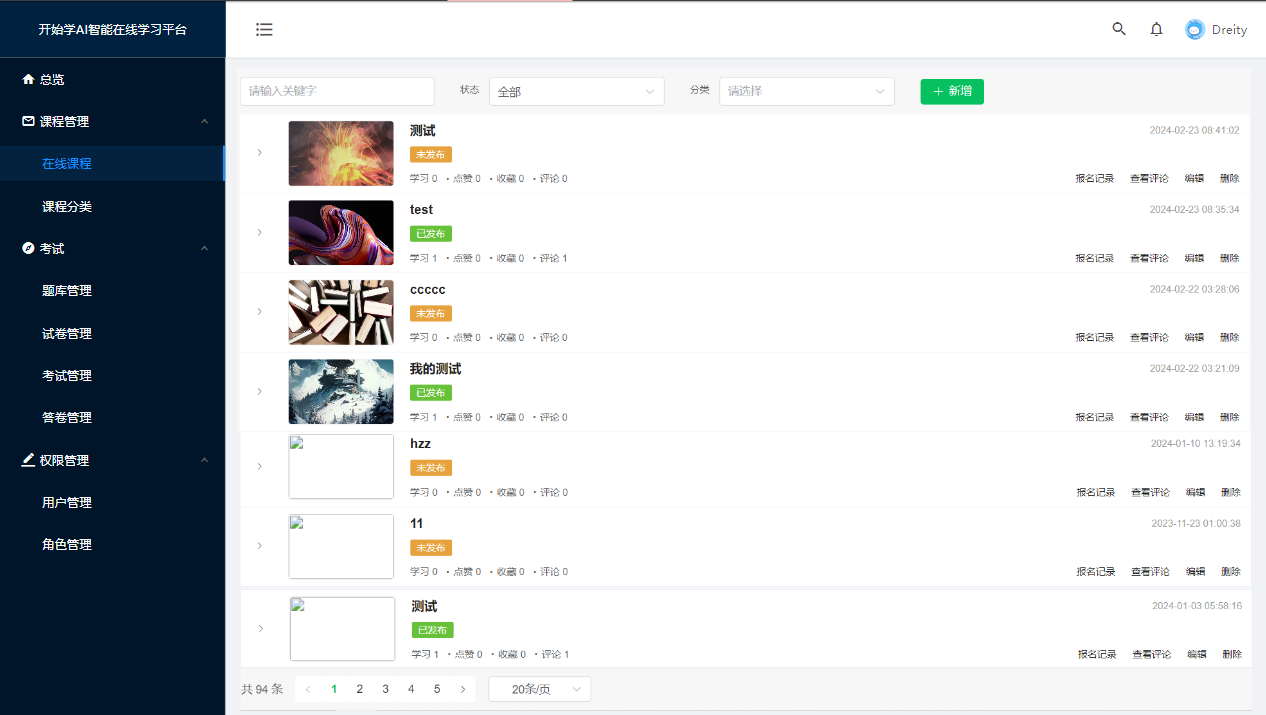 开始学AI智能在线学习平台
Dreity
总览
课程管理
在线课程
课程分类
考试
题库管理
试卷管理
考试管理
答卷管理
权限管理
用户管理
角色管理
请输入关键字 状态 全部 分类 请选择 + 新增
测试 2024-02-23 08:41:02
未发布
学习 0 · 点赞 0 · 收藏 0 · 评论 0 报名记录 查看评论 编辑 删除
test 2024-02-23 08:35:34
已发布
学习 1 · 点赞 0 · 收藏 0 · 评论 1 报名记录 查看评论 编辑 删除
ccccc 2024-02-22 03:28:06
未发布
学习 0 · 点赞 0 · 收藏 0 · 评论 0 报名记录 查看评论 编辑 删除
我的测试 2024-02-22 03:21:09
已发布
学习 1 · 点赞 0 · 收藏 0 · 评论 0 报名记录 查看评论 编辑 删除
hzz 2024-01-10 13:19:34
未发布
学习 0 · 点赞 0 · 收藏 0 · 评论 0 报名记录 查看评论 编辑 删除
11 2023-11-23 01:00:38
未发布
学习 0 · 点赞 0 · 收藏 0 · 评论 0 报名记录 查看评论 编辑 删除
测试 2024-01-03 05:58:16
已发布
学习 1 · 点赞 0 · 收藏 0 · 评论 1 报名记录 查看评论 编辑 删除
共 94 条 1 2 3 4 5 20条/页